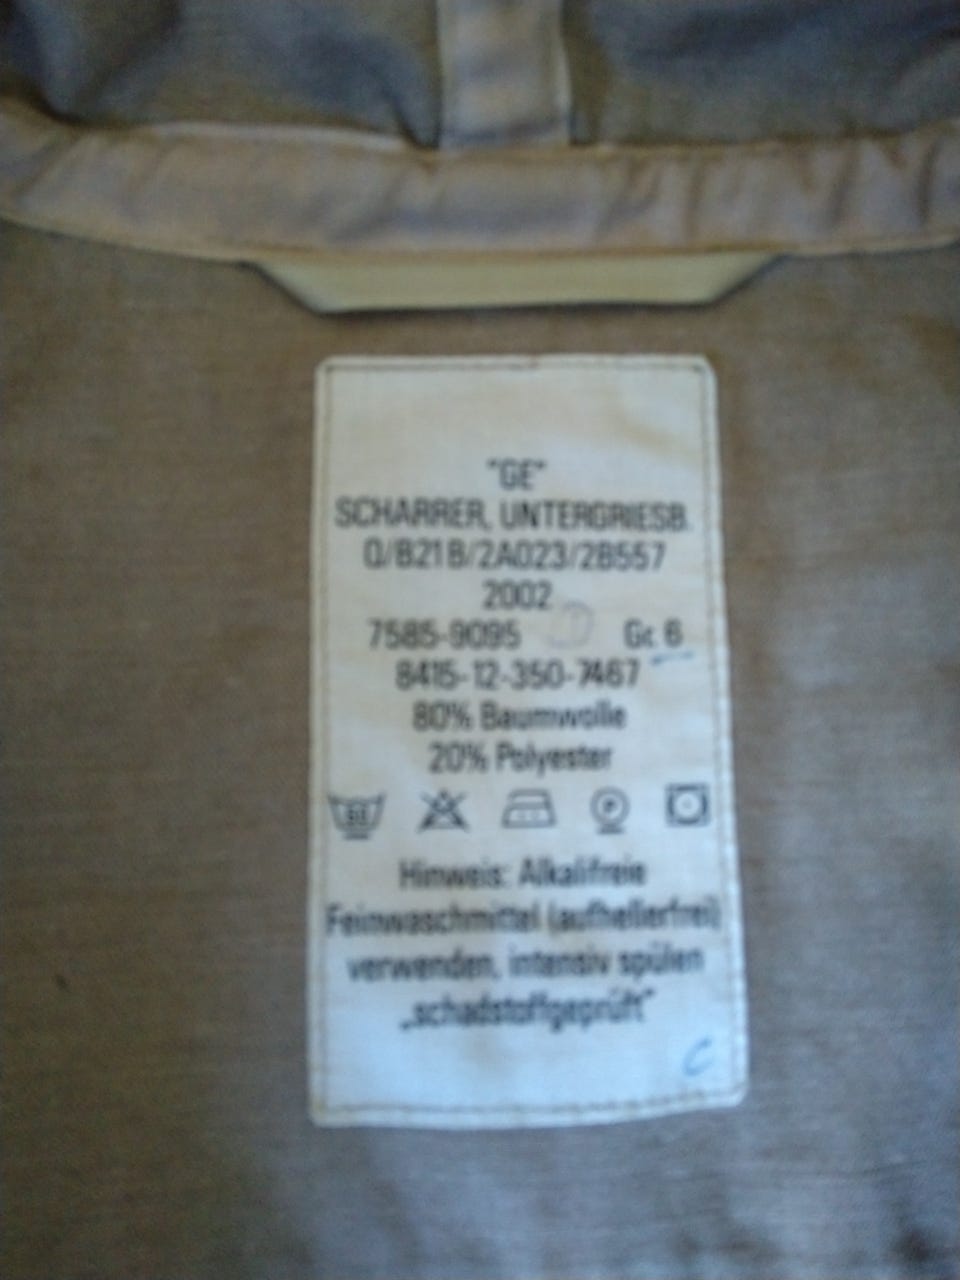 "GE"
SCHARRER, UNTERGRIESB.
Q/B21B/2A023/2B557
2002
7585-9095 Gr. 6
8415-12-350-7467
80% Baumwolle
20% Polyester
Hinweis: Alkalifreie
Feinwaschmittel (aufhellerfrei)
verwenden, intensiv spülen
„schadstoffgeprüft"
C